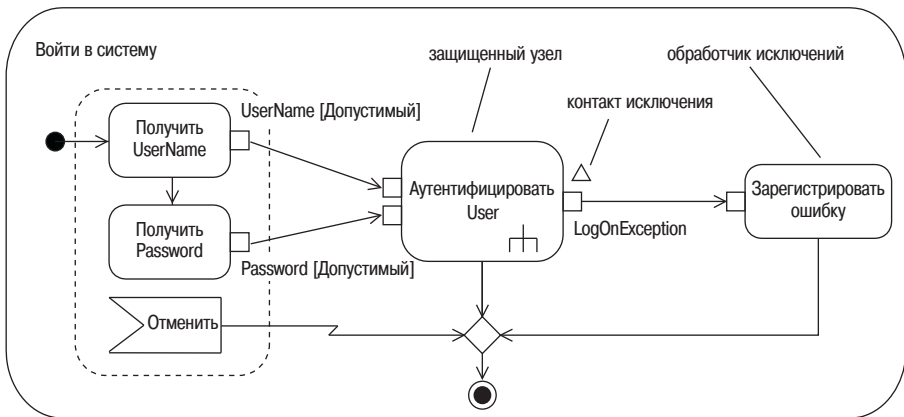 Войти в систему
защищенный узел
обработчик исключений
UserName [Допустимый]
контакт исключения
Получить
UserName
Аутентифицировать
User
Зарегистрировать
ошибку
Получить
Password
LogOnException
Password [Допустимый]
Отменить